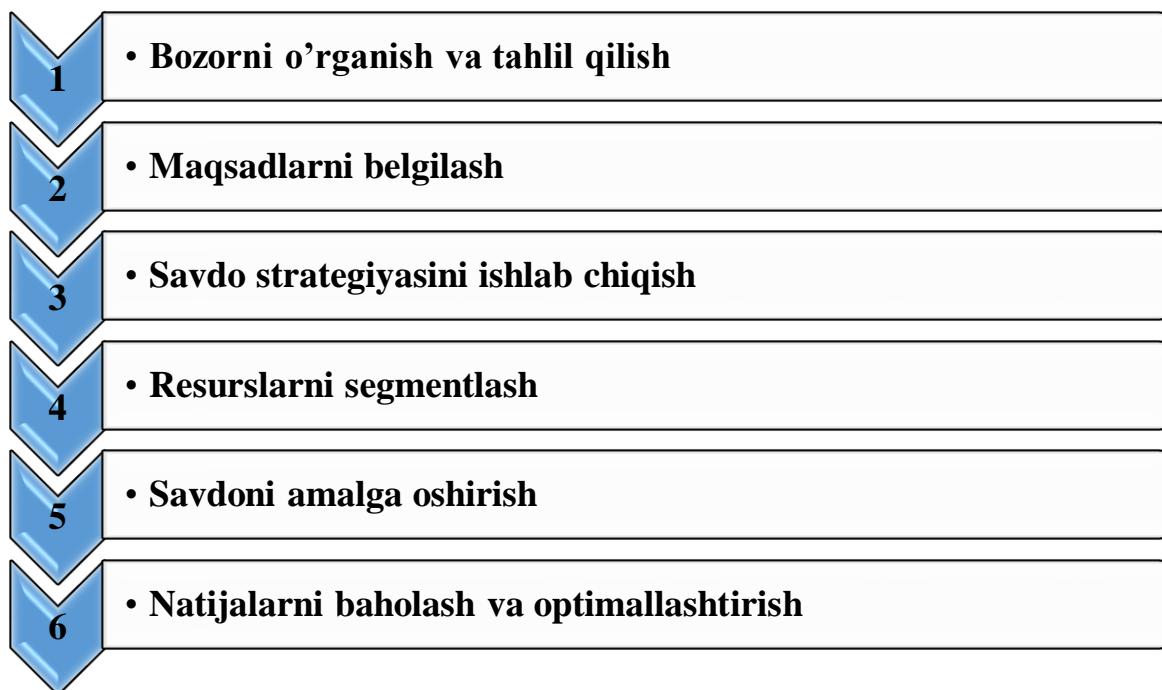 1
• Bozorni o’rganish va tahlil qilish
2
• Maqsadlarni belgilash
3
• Savdo strategiyasini ishlab chiqish
4
• Resurslarni segmentlash
5
• Savdoni amalga oshirish
6
• Natijalarni baholash va optimallashtirish